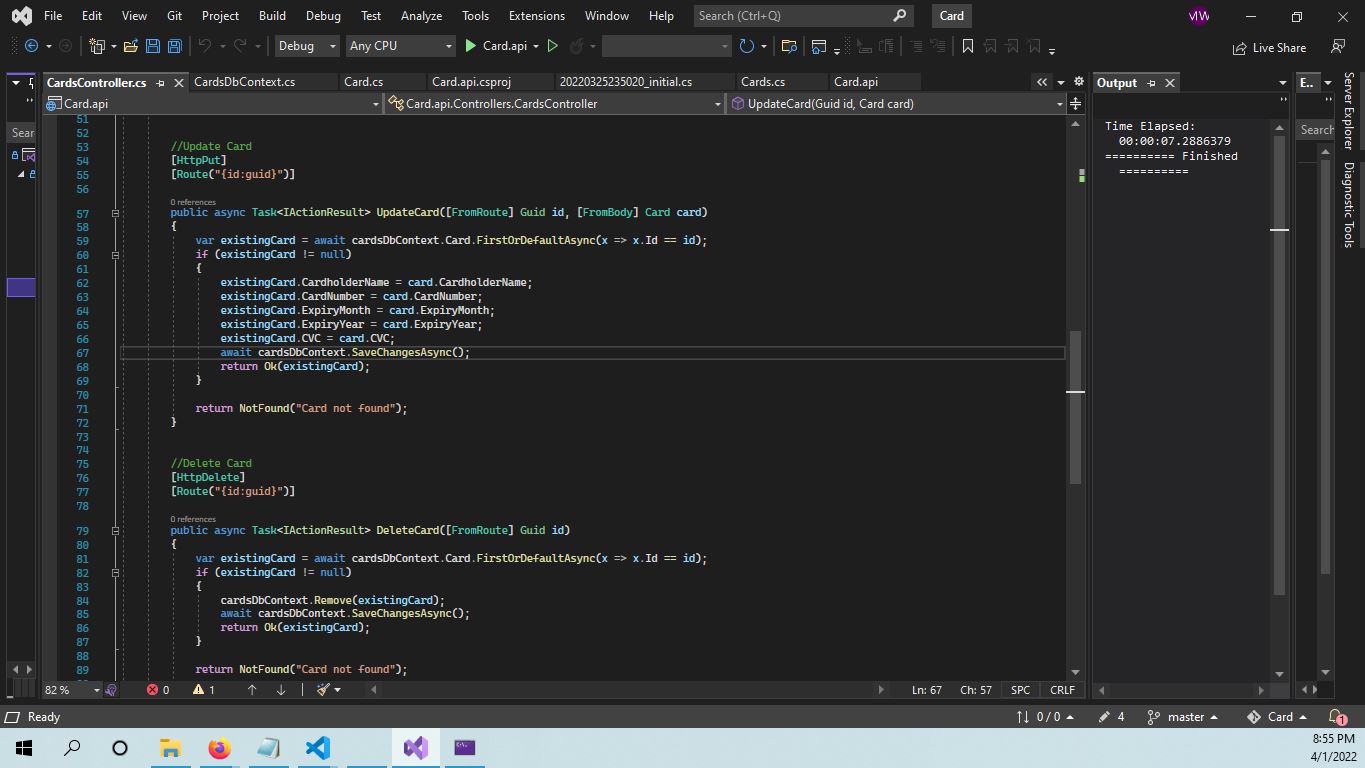 File Edit View Git Project Build Debug Test Analyze Tools Extensions Window Help Search (Ctrl+Q) Card MW
Debug Any CPU Card.api Live Share
CardsController.cs CardsDbContext.cs Card.cs Card.api.csproj 20220325235020_initial.cs Cards.cs Card.api Output E..
Card.api Card.api.Controllers.CardsController UpdateCard(Guid id, Card card)
Server Explorer
Diagnostic Tools
Sear
Search
Time Elapsed:
00:00:07.2886379
========== Finished
==========
51
52
53 //Update Card
54 [HttpPut]
55 [Route("{id:guid}")]
56
0 references
57 public async Task<IActionResult> UpdateCard([FromRoute] Guid id, [FromBody] Card card)
58 {
59 var existingCard = await cardsDbContext.Card.FirstOrDefaultAsync(x => x.Id == id);
60 if (existingCard != null)
61 {
62 existingCard.CardholderName = card.CardholderName;
63 existingCard.CardNumber = card.CardNumber;
64 existingCard.ExpiryMonth = card.ExpiryMonth;
65 existingCard.ExpiryYear = card.ExpiryYear;
66 existingCard.CVC = card.CVC;
67 await cardsDbContext.SaveChangesAsync();
68 return Ok(existingCard);
69 }
70
71 return NotFound("Card not found");
72 }
73
74
75 //Delete Card
76 [HttpDelete]
77 [Route("{id:guid}")]
78
0 references
79 public async Task<IActionResult> DeleteCard([FromRoute] Guid id)
80 {
81 var existingCard = await cardsDbContext.Card.FirstOrDefaultAsync(x => x.Id == id);
82 if (existingCard != null)
83 {
84 cardsDbContext.Remove(existingCard);
85 await cardsDbContext.SaveChangesAsync();
86 return Ok(existingCard);
87 }
88
89 return NotFound("Card not found");
82 % 0 1 Ln: 67 Ch: 57 SPC CRLF
Ready 0 / 0 4 master Card 1
8:55 PM
4/1/2022